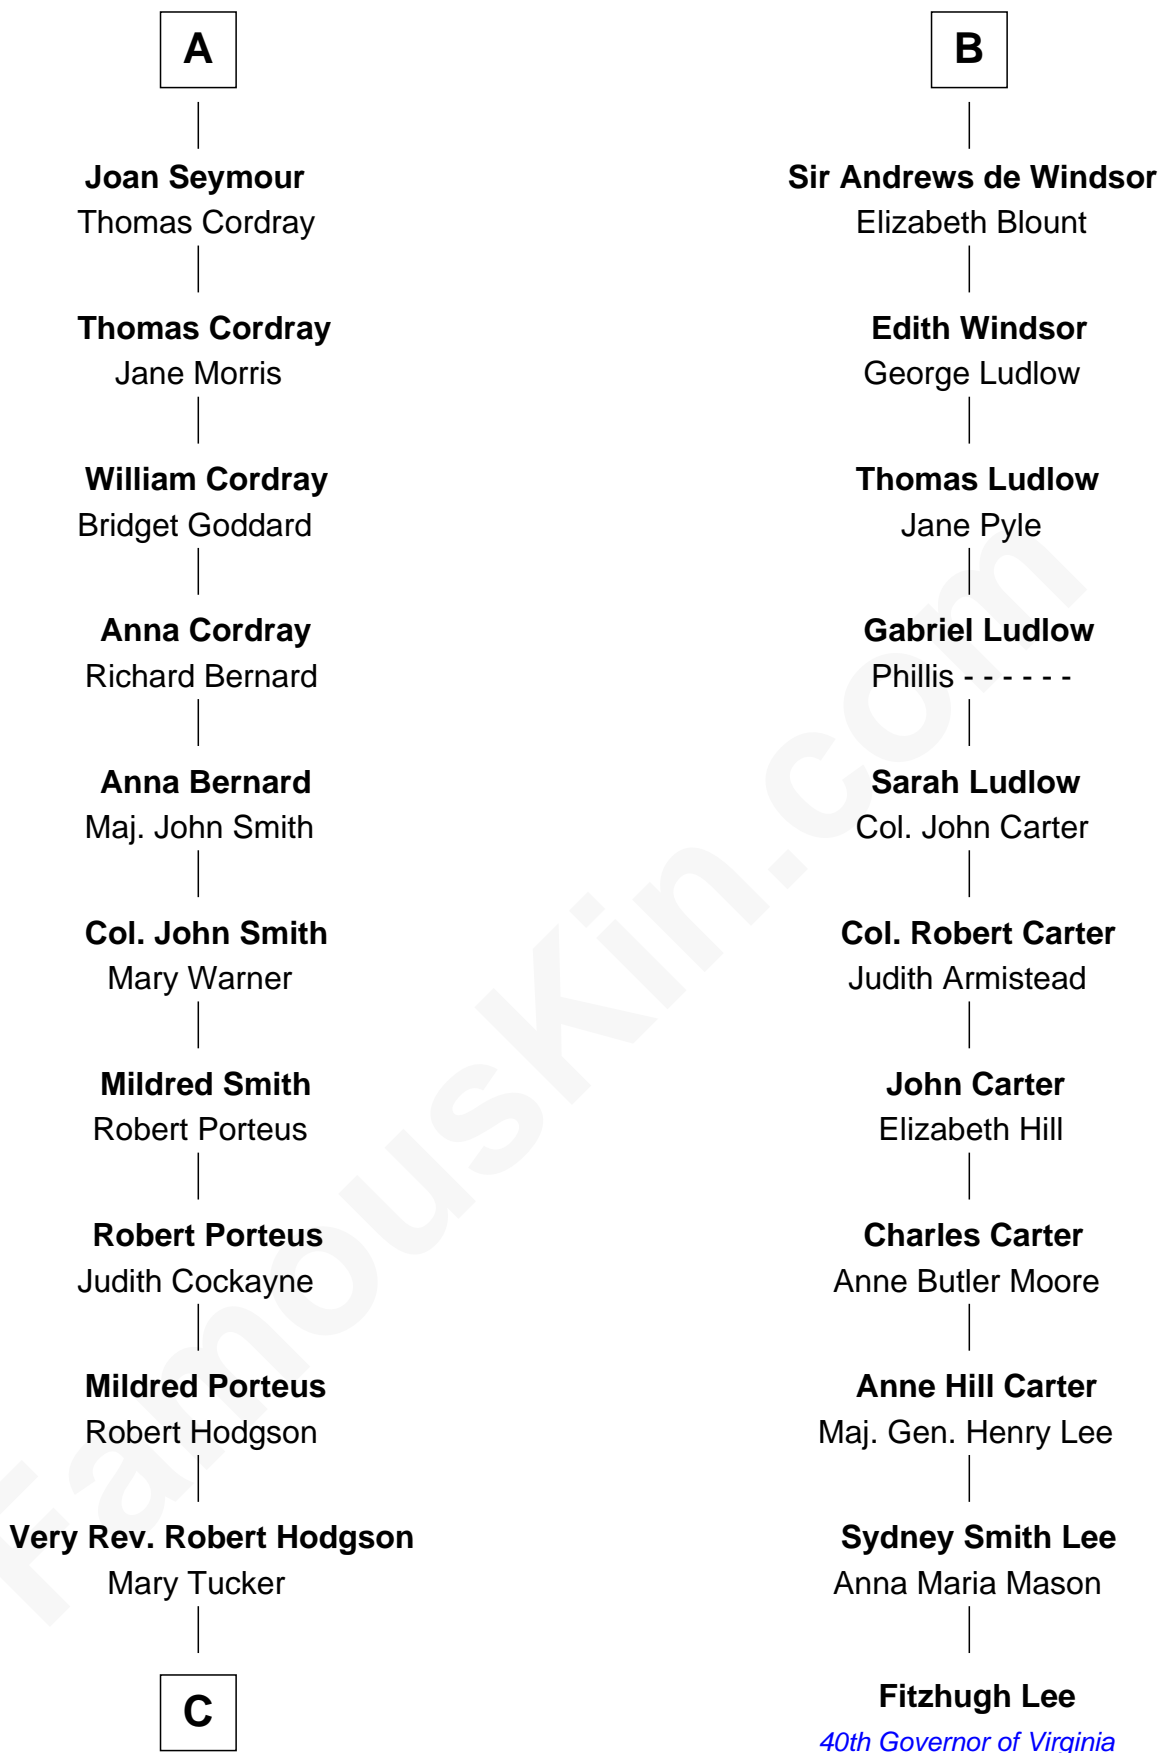 A
Joan Seymour
Thomas Cordray
Thomas Cordray
Jane Morris
William Cordray
Bridget Goddard
Anna Cordray
Richard Bernard
Anna Bernard
Maj. John Smith
Col. John Smith
Mary Warner
Mildred Smith
Robert Porteus
Robert Porteus
Judith Cockayne
Mildred Porteus
Robert Hodgson
Very Rev. Robert Hodgson
Mary Tucker
C
B
Sir Andrews de Windsor
Elizabeth Blount
Edith Windsor
George Ludlow
Thomas Ludlow
Jane Pyle
Gabriel Ludlow
Phillis - - - - - -
Sarah Ludlow
Col. John Carter
Col. Robert Carter
Judith Armistead
John Carter
Elizabeth Hill
Charles Carter
Anne Butler Moore
Anne Hill Carter
Maj. Gen. Henry Lee
Sydney Smith Lee
Anna Maria Mason
Fitzhugh Lee
40th Governor of Virginia
FamousKin.com